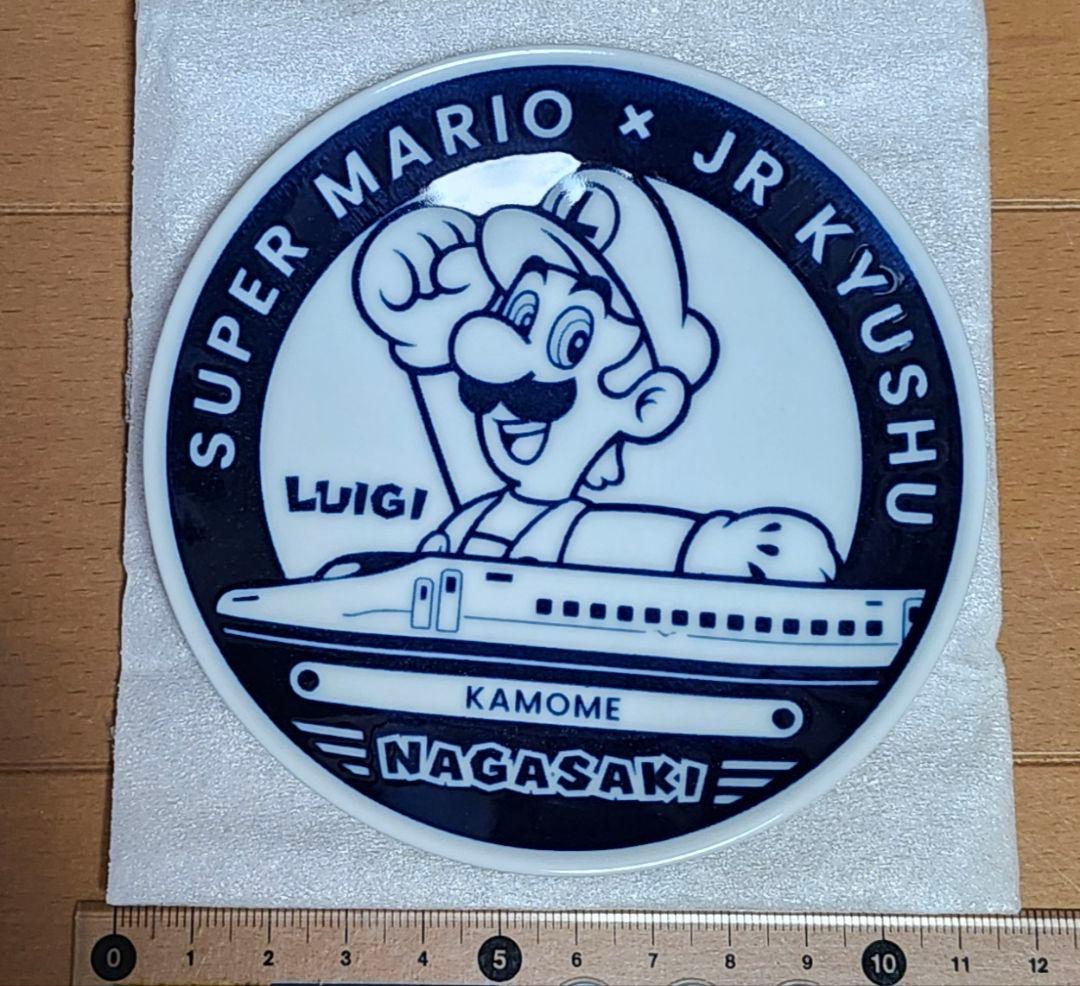 SUPER MARIO × JR KYUSHU
L
LUIGI
KAMOME
NAGASAKI
0 1 2 3 4 5 6 7 8 9 10 11 12